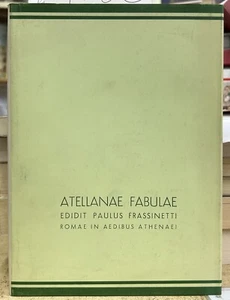 ATELLANAE FABULAE
EDIDIT PAULUS FRASSINETTI
ROMAE IN AEDIBUS ATHENAEI